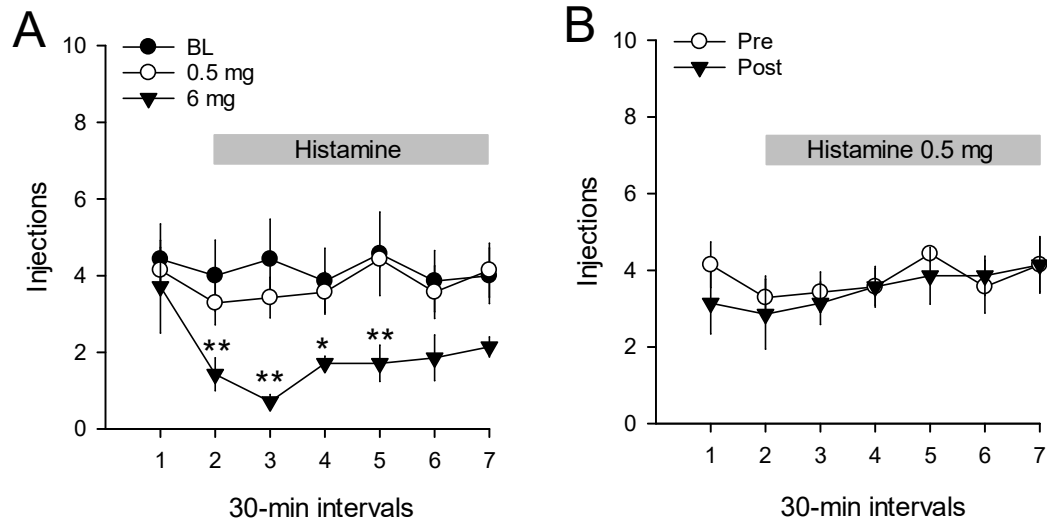 A
BL
0.5 mg
6 mg
Histamine
10
8
6
4
2
0
Injections
**
**
*
**
1 2 3 4 5 6 7
30-min intervals
B
Pre
Post
Histamine 0.5 mg
10
8
6
4
2
0
Injections
1 2 3 4 5 6 7
30-min intervals